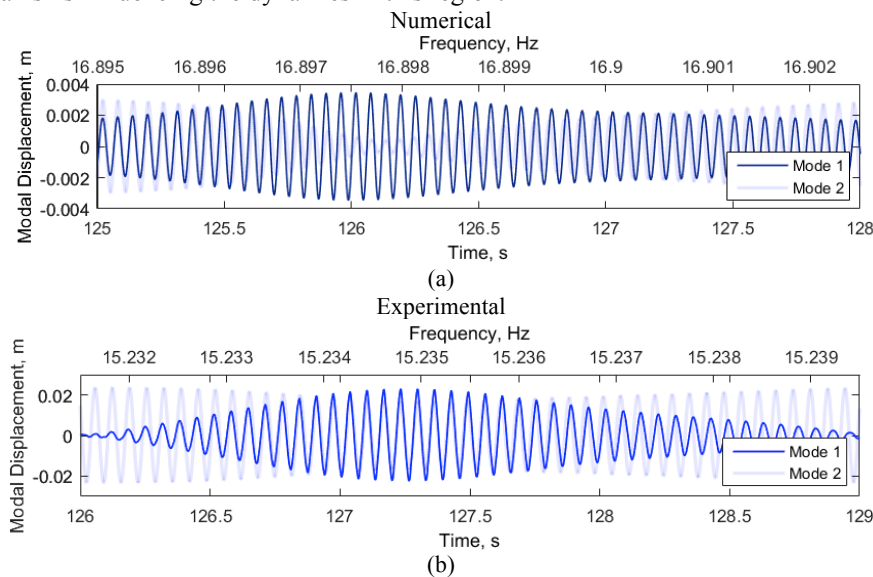 Numerical
Frequency, Hz
16.895 16.896 16.897 16.898 16.899 16.9 16.901 16.902
Modal Displacement, m
0.004
0.002
0
-0.002
-0.004
Mode 1
Mode 2
125 125.5 126 126.5 127 127.5 128
Time, s
(a)
Experimental
Frequency, Hz
15.232 15.233 15.234 15.235 15.236 15.237 15.238 15.239
Modal Displacement, m
0.02
0
-0.02
Mode 1
Mode 2
126 126.5 127 127.5 128 128.5 129
Time, s
(b)